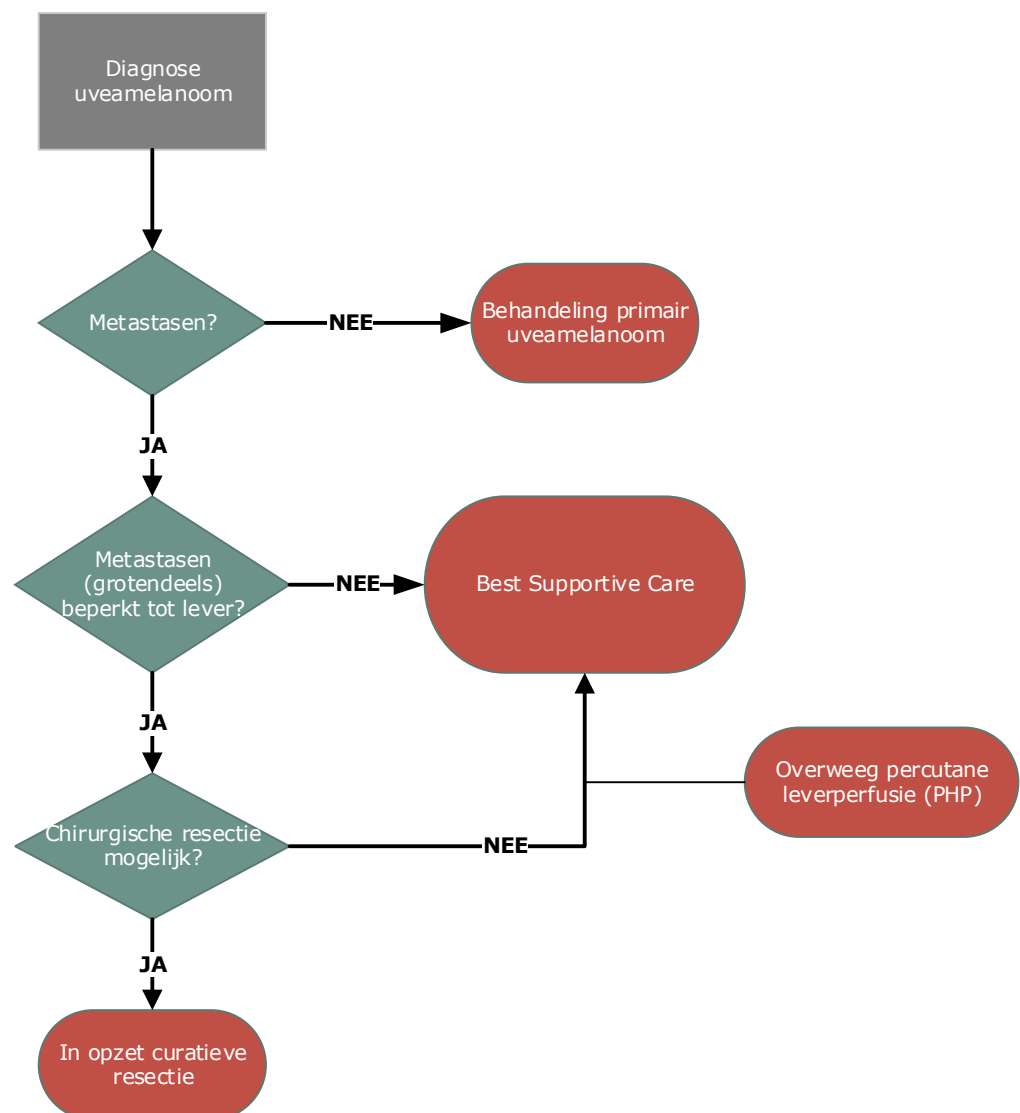 Diagnose
uveamelanoom
Metastasen?
NEE
Behandeling primair
uveamelanoom
JA
Metastasen
(grotendeels)
beperkt tot lever?
NEE
Best Supportive Care
JA
Overweeg percutane
leverperfusie (PHP)
Chirurgische resectie
mogelijk?
NEE
JA
In opzet curatieve
resectie